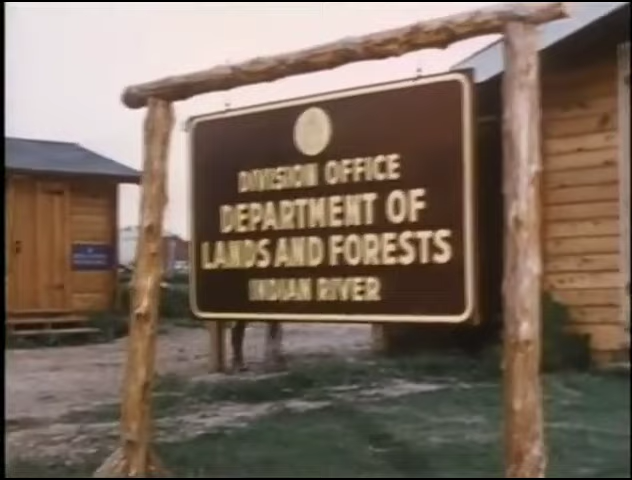 DIVISION OFFICE
DEPARTMENT OF
LANDS AND FORESTS
INDIAN RIVER